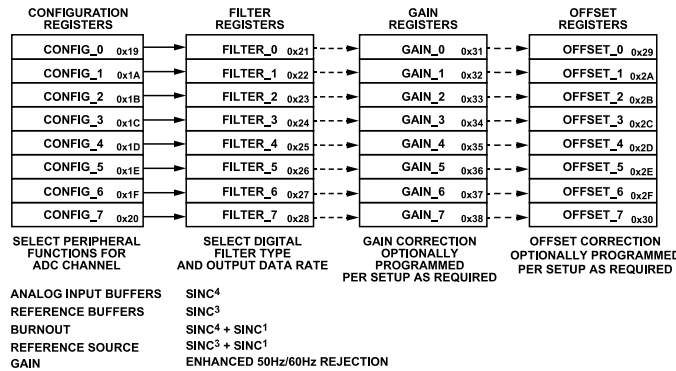 CONFIGURATION REGISTERS
FILTER REGISTERS
GAIN REGISTERS
OFFSET REGISTERS
CONFIG_0 0x19 FILTER_0 0x21 GAIN_0 0x31 OFFSET_0 0x29
CONFIG_1 0x1A FILTER_1 0x22 GAIN_1 0x32 OFFSET_1 0x2A
CONFIG_2 0x1B FILTER_2 0x23 GAIN_2 0x33 OFFSET_2 0x2B
CONFIG_3 0x1C FILTER_3 0x24 GAIN_3 0x34 OFFSET_3 0x2C
CONFIG_4 0x1D FILTER_4 0x25 GAIN_4 0x35 OFFSET_4 0x2D
CONFIG_5 0x1E FILTER_5 0x26 GAIN_5 0x36 OFFSET_5 0x2E
CONFIG_6 0x1F FILTER_6 0x27 GAIN_6 0x37 OFFSET_6 0x2F
CONFIG_7 0x20 FILTER_7 0x28 GAIN_7 0x38 OFFSET_7 0x30
SELECT PERIPHERAL
FUNCTIONS FOR
ADC CHANNEL
SELECT DIGITAL
FILTER TYPE
AND OUTPUT DATA RATE
GAIN CORRECTION
OPTIONALLY
PROGRAMMED
PER SETUP AS REQUIRED
OFFSET CORRECTION
OPTIONALLY PROGRAMMED
PER SETUP AS REQUIRED
ANALOG INPUT BUFFERS SINC⁴
REFERENCE BUFFERS SINC³
BURNOUT SINC⁴ + SINC¹
REFERENCE SOURCE SINC³ + SINC¹
GAIN ENHANCED 50Hz/60Hz REJECTION